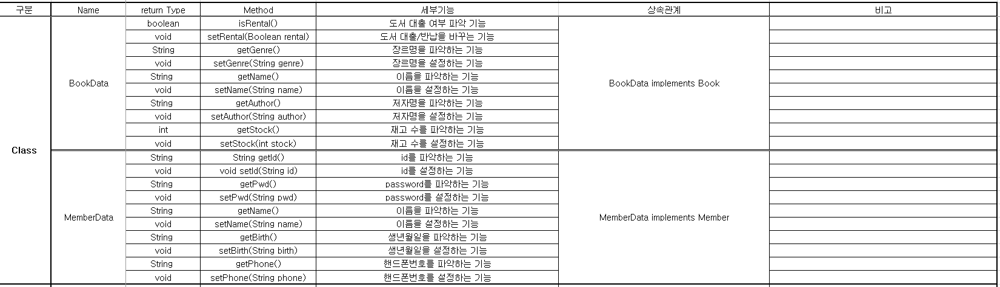 구분 Name return Type Method 세부기능 상속관계 비고
boolean isRental() 도서 대출 여부 파악 기능
void setRental(Boolean rental) 도서 대출/반납을 바꾸는 기능
String getGenre() 장르명을 파악하는 기능
void setGenre(String genre) 장르명을 설정하는 기능
String getName() 이름을 파악하는 기능
BookData BookData implements Book
void setName(String name) 이름을 설정하는 기능
String getAuthor() 저자명을 파악하는 기능
void setAuthor(String author) 저자명을 설정하는 기능
int getStock() 재고 수를 파악하는 기능
void setStock(int stock) 재고 수를 설정하는 기능
Class
String String getId() id를 파악하는 기능
void void setId(String id) id를 설정하는 기능
String getPwd() password를 파악하는 기능
void setPwd(String pwd) password를 설정하는 기능
String getName() 이름을 파악하는 기능
MemberData MemberData implements Member
void setName(String name) 이름을 설정하는 기능
String getBirth() 생년월일을 파악하는 기능
void setBirth(String birth) 생년월일을 설정하는 기능
String getPhone() 핸드폰번호를 파악하는 기능
void setPhone(String phone) 핸드폰번호를 설정하는 기능